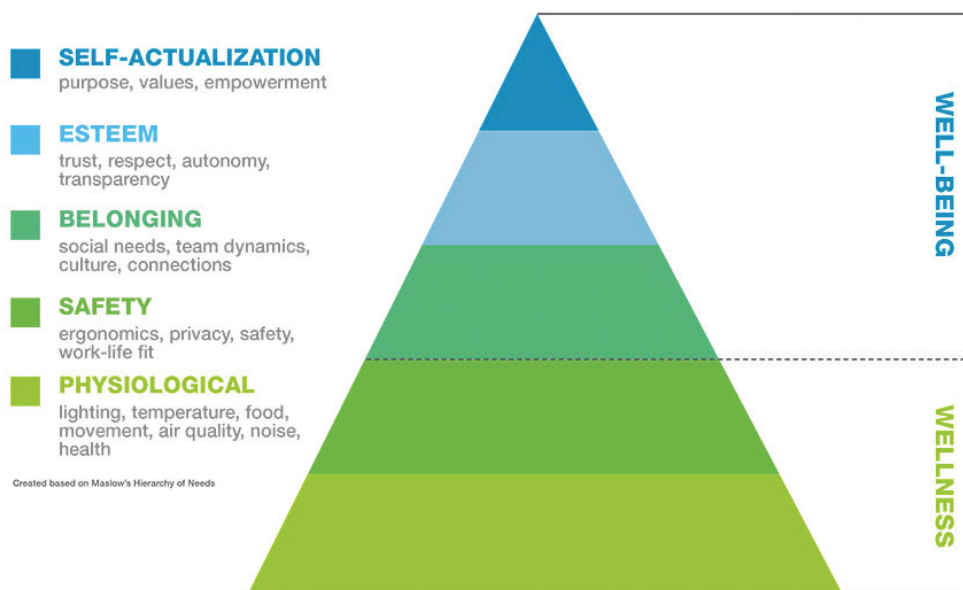 SELF-ACTUALIZATION
purpose, values, empowerment
ESTEEM
trust, respect, autonomy,
transparency
BELONGING
social needs, team dynamics,
culture, connections
SAFETY
ergonomics, privacy, safety,
work-life fit
PHYSIOLOGICAL
lighting, temperature, food,
movement, air quality, noise,
health
Created based on Maslow's Hierarchy of Needs
WELL-BEING
WELLNESS